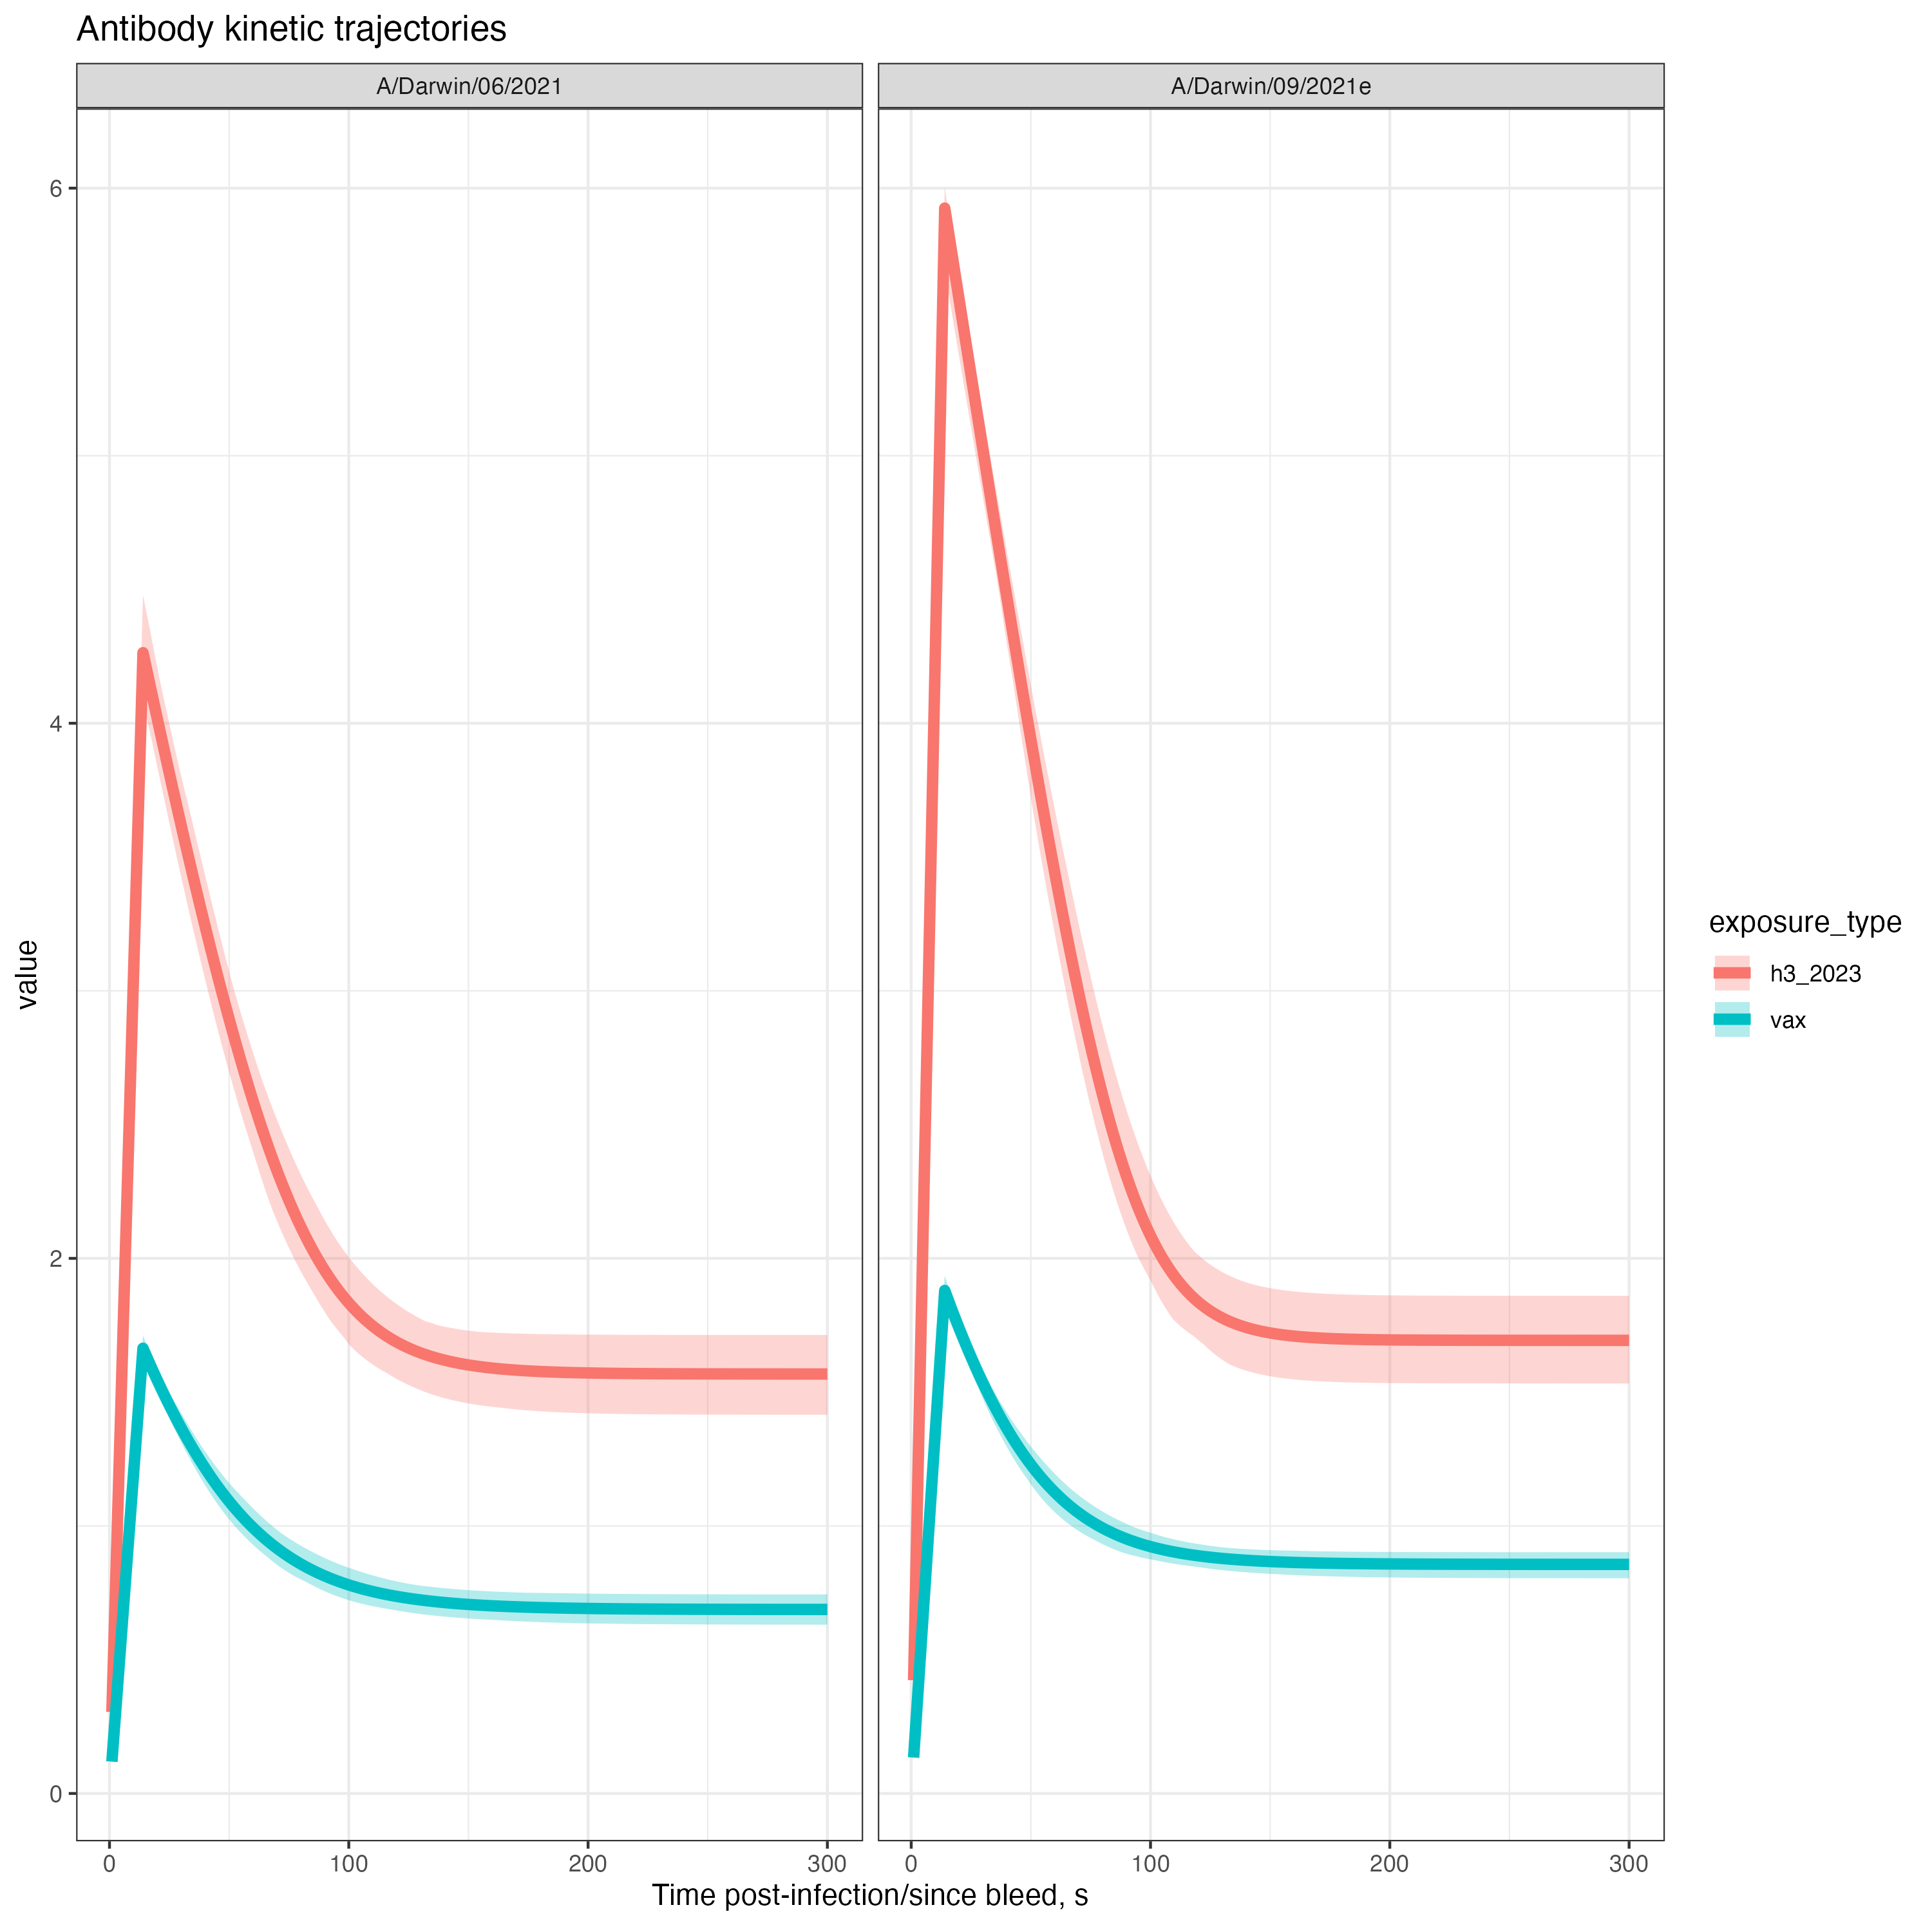 Antibody kinetic trajectories
A/Darwin/06/2021
A/Darwin/09/2021e
6
4
2
0
value
0
100
200
300
0
100
200
300
Time post-infection/since bleed, s
exposure_type
h3_2023
vax